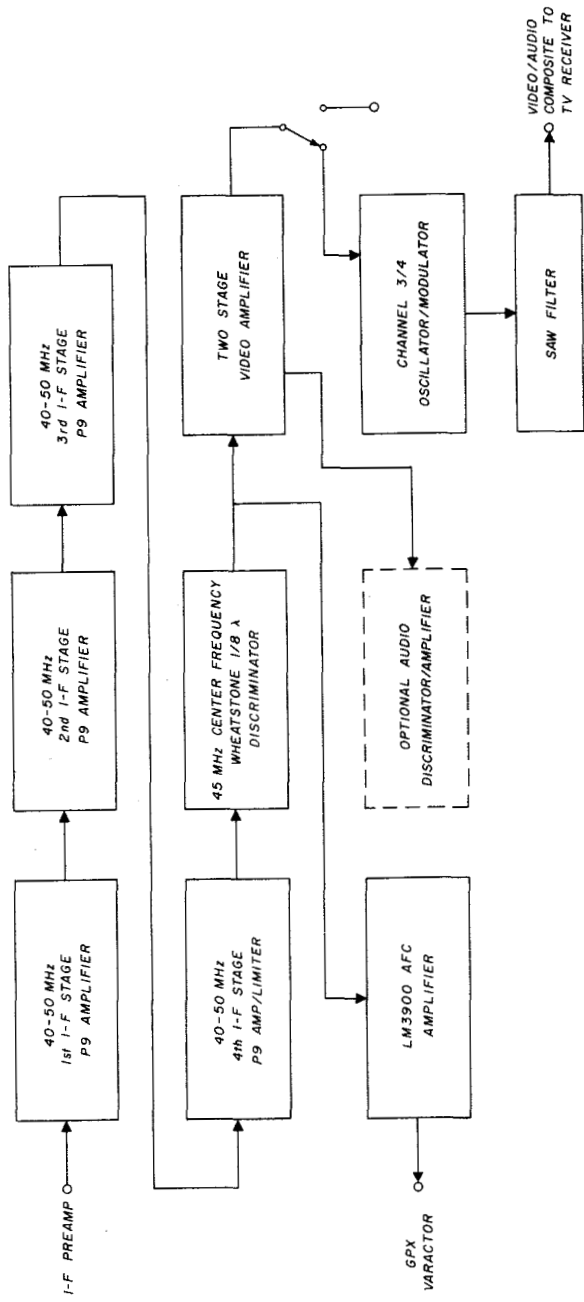 I-F PREAMP
40-50 MHz
1st I-F STAGE
P9 AMPLIFIER
40-50 MHz
2nd I-F STAGE
P9 AMPLIFIER
40-50 MHz
3rd I-F STAGE
P9 AMPLIFIER
40-50 MHz
4th I-F STAGE
P9 AMP/LIMITER
45 MHz CENTER FREQUENCY
WHEATSTONE 1/8 λ
DISCRIMINATOR
TWO STAGE
VIDEO AMPLIFIER
GPX
VARACTOR
LM3900 AFC
AMPLIFIER
OPTIONAL AUDIO
DISCRIMINATOR/AMPLIFIER
CHANNEL 3/4
OSCILLATOR/MODULATOR
SAW FILTER
VIDEO/AUDIO
COMPOSITE TO
TV RECEIVER